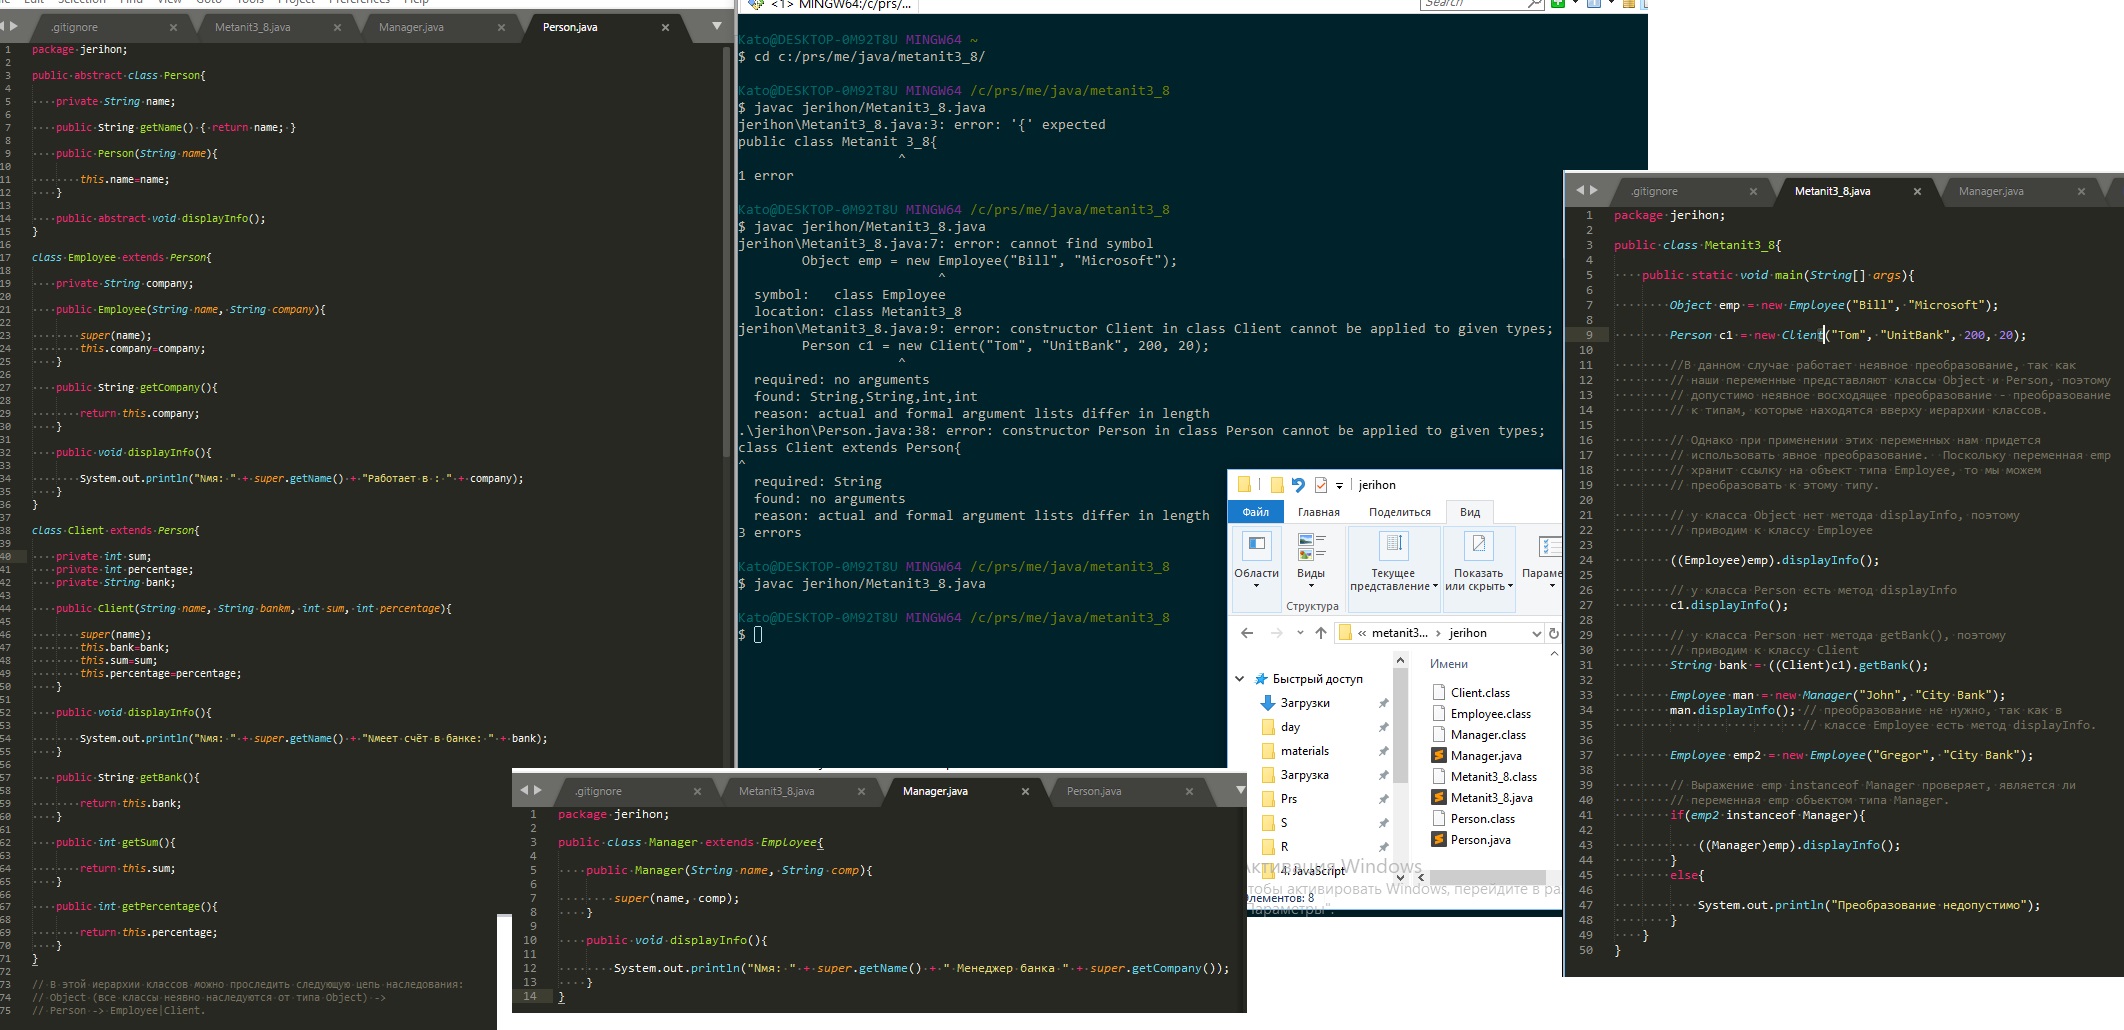 Edit Selection Find View Goto Tools Project Preferences Help
.gitignore × Metanit3_8.java × Manager.java × Person.java ×
1 package jerihon;
2
3 public abstract class Person{
4
5 private String name;
6
7 public String getName() { return name; }
8
9 public Person(String name){
10
11 this.name=name;
12 }
13
14 public abstract void displayInfo();
15 }
16
17 class Employee extends Person{
18
19 private String company;
20
21 public Employee(String name, String company){
22
23 super(name);
24 this.company=company;
25 }
26
27 public String getCompany(){
28
29 return this.company;
30 }
31
32 public void displayInfo(){
33
34 System.out.println("Nмя: " + super.getName() + "Работает в : " + company);
35 }
36 }
37
38 class Client extends Person{
39
40 private int sum;
41 private int percentage;
42 private String bank;
43
44 public Client(String name, String bankm, int sum, int percentage){
45
46 super(name);
47 this.bank=bank;
48 this.sum=sum;
49 this.percentage=percentage;
50 }
51
52 public void displayInfo(){
53
54 System.out.println("Nмя: " + super.getName() + "Nмеет счёт в банке: " + bank);
55 }
56
57 public String getBank(){
58
59 return this.bank;
60 }
61
62 public int getSum(){
63
64 return this.sum;
65 }
66
67 public int getPercentage(){
68
69 return this.percentage;
70 }
71 }
72
73 // В этой иерархии классов можно проследить следующую цепь наследования:
74 // Object (все классы неявно наследуются от типа Object) ->
75 // Person -> Employee|Client.
<1> MINGW64:/c/prs/...
Search
Kato@DESKTOP-0M92T8U MINGW64 ~
$ cd c:/prs/me/java/metanit3_8/
Kato@DESKTOP-0M92T8U MINGW64 /c/prs/me/java/metanit3_8
$ javac jerihon/Metanit3_8.java
jerihon\Metanit3_8.java:3: error: '{' expected
public class Metanit 3_8{
^
1 error
Kato@DESKTOP-0M92T8U MINGW64 /c/prs/me/java/metanit3_8
$ javac jerihon/Metanit3_8.java
jerihon\Metanit3_8.java:7: error: cannot find symbol
Object emp = new Employee("Bill", "Microsoft");
^
symbol: class Employee
location: class Metanit3_8
jerihon\Metanit3_8.java:9: error: constructor Client in class Client cannot be applied to given types;
Person c1 = new Client("Tom", "UnitBank", 200, 20);
^
required: no arguments
found: String,String,int,int
reason: actual and formal argument lists differ in length
.\jerihon\Person.java:38: error: constructor Person in class Person cannot be applied to given types;
class Client extends Person{
^
required: String
found: no arguments
reason: actual and formal argument lists differ in length
3 errors
Kato@DESKTOP-0M92T8U MINGW64 /c/prs/me/java/metanit3_8
$ javac jerihon/Metanit3_8.java
Kato@DESKTOP-0M92T8U MINGW64 /c/prs/me/java/metanit3_8
$
jerihon
Файл Главная Поделиться Вид
Области Виды Текущее представление Показать или скрыть Параме
Структура
« metanit3... › jerihon
Быстрый доступ
Загрузки
day
materials
Загрузка
Prs
S
R
4. JavaScript
Имени
Client.class
Employee.class
Manager.class
Manager.java
Metanit3_8.class
Metanit3_8.java
Person.class
Person.java
Активация Windows
тобы активировать Windows, перейдите в ра
"Параметры".
Элементов: 8
.gitignore × Metanit3_8.java × Manager.java × Person.java ×
1 package jerihon;
2
3 public class Manager extends Employee{
4
5 public Manager(String name, String comp){
6
7 super(name, comp);
8 }
9
10 public void displayInfo(){
11
12 System.out.println("Nмя: " + super.getName() + " Менеджер банка " + super.getCompany());
13 }
14 }
.gitignore × Metanit3_8.java × Manager.java ×
1 package jerihon;
2
3 public class Metanit3_8{
4
5 public static void main(String[] args){
6
7 Object emp = new Employee("Bill", "Microsoft");
8
9 Person c1 = new Client("Tom", "UnitBank", 200, 20);
10
11 //В данном случае работает неявное преобразование, так как
12 // наши переменные представляют классы Object и Person, поэтому
13 // допустимо неявное восходящее преобразование - преобразование
14 // к типам, которые находятся вверху иерархии классов.
15
16 // Однако при применении этих переменных нам придется
17 // использовать явное преобразование. Поскольку переменная emp
18 // хранит ссылку на объект типа Employee, то мы можем
19 // преобразовать к этому типу.
20
21 // у класса Object нет метода displayInfo, поэтому
22 // приводим к классу Employee
23
24 ((Employee)emp).displayInfo();
25
26 // у класса Person есть метод displayInfo
27 c1.displayInfo();
28
29 // у класса Person нет метода getBank(), поэтому
30 // приводим к классу Client
31 String bank = ((Client)c1).getBank();
32
33 Employee man = new Manager("John", "City Bank");
34 man.displayInfo(); // преобразование не нужно, так как в
35 // классе Employee есть метод displayInfo.
36
37 Employee emp2 = new Employee("Gregor", "City Bank");
38
39 // Выражение emp instanceof Manager проверяет, является ли
40 // переменная emp объектом типа Manager.
41 if(emp2 instanceof Manager){
42
43 ((Manager)emp).displayInfo();
44 }
45 else{
46
47 System.out.println("Преобразование недопустимо");
48 }
49 }
50 }